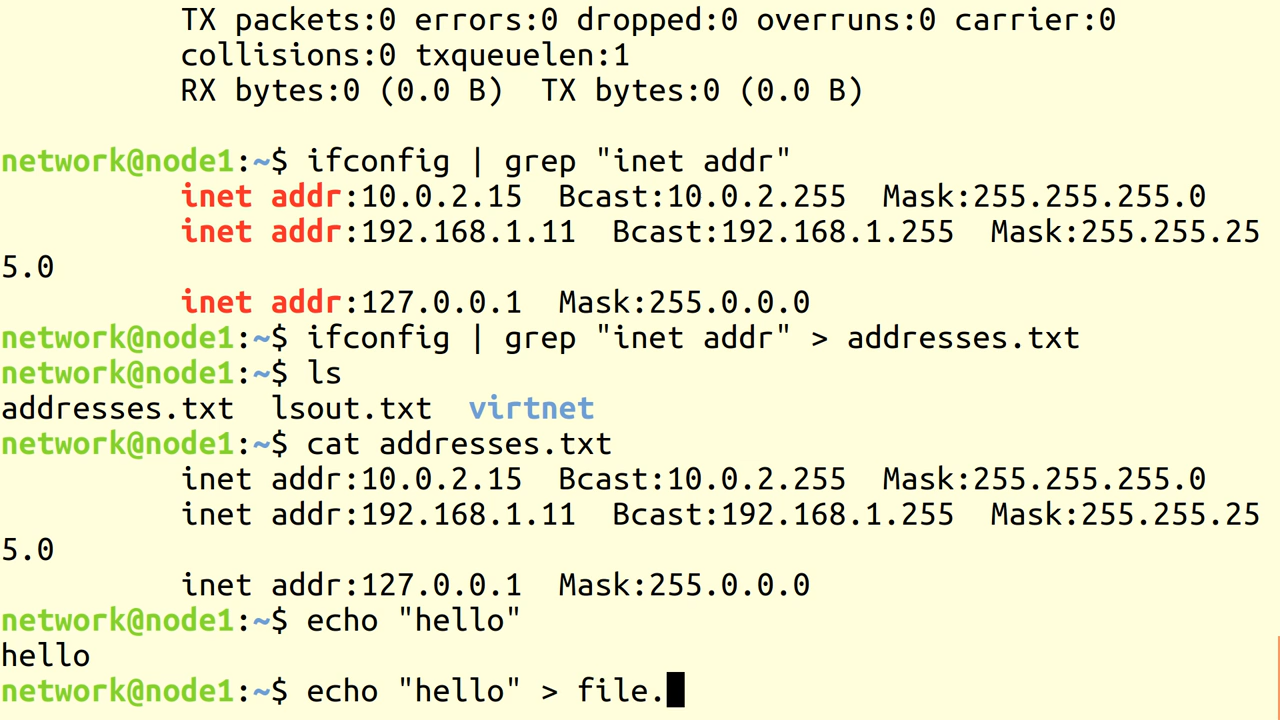 TX packets:0 errors:0 dropped:0 overruns:0 carrier:0
collisions:0 txqueuelen:1
RX bytes:0 (0.0 B)  TX bytes:0 (0.0 B)
network@node1:~$ ifconfig | grep "inet addr"
inet addr:10.0.2.15  Bcast:10.0.2.255  Mask:255.255.255.0
inet addr:192.168.1.11  Bcast:192.168.1.255  Mask:255.255.25
5.0
inet addr:127.0.0.1  Mask:255.0.0.0
network@node1:~$ ifconfig | grep "inet addr" > addresses.txt
network@node1:~$ ls
addresses.txt  lsout.txt  virtnet
network@node1:~$ cat addresses.txt
inet addr:10.0.2.15  Bcast:10.0.2.255  Mask:255.255.255.0
inet addr:192.168.1.11  Bcast:192.168.1.255  Mask:255.255.25
5.0
inet addr:127.0.0.1  Mask:255.0.0.0
network@node1:~$ echo "hello"
hello
network@node1:~$ echo "hello" > file.